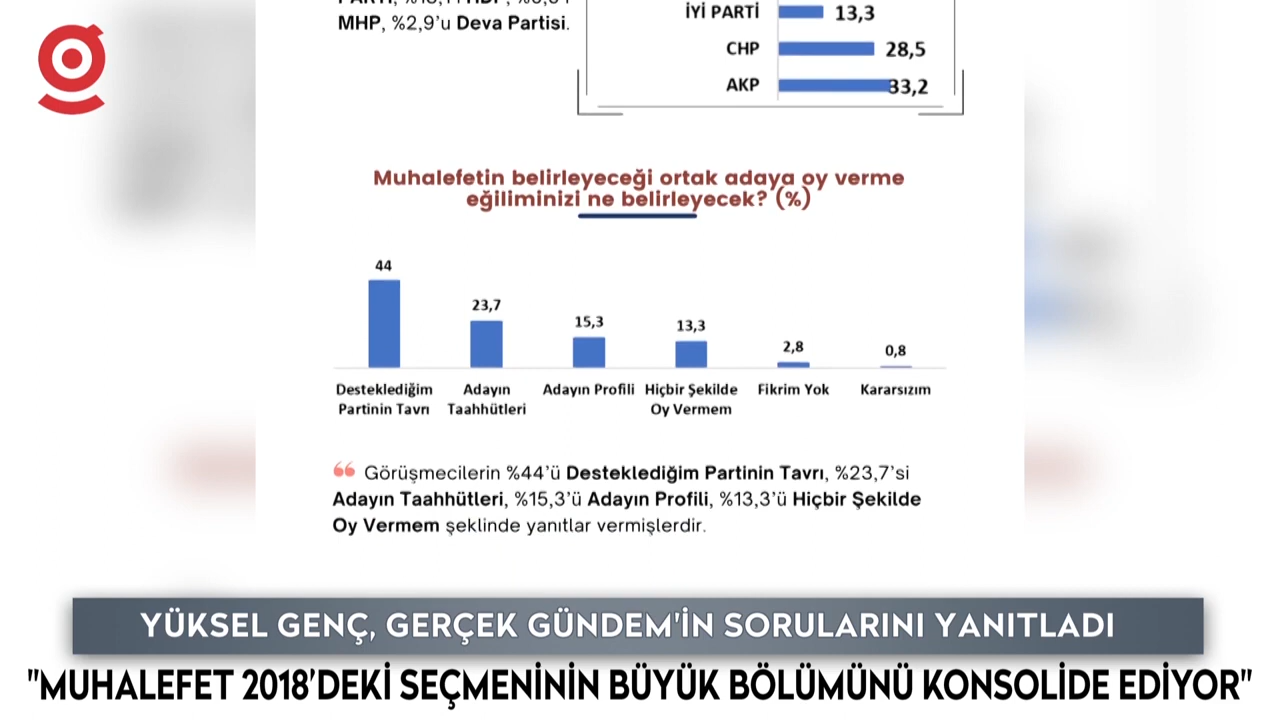 MHP, %2,9’u Deva Partisi.
İYİ PARTİ 13,3
CHP 28,5
AKP 33,2
Muhalefetin belirleyeceği ortak adaya oy verme
eğiliminizi ne belirleyecek? (%)
44
23,7
15,3
13,3
2,8
0,8
Desteklediğim
Partinin Tavrı
Adayın
Taahhütleri
Adayın Profili
Hiçbir Şekilde
Oy Vermem
Fikrim Yok
Kararsızım
Görüşmecilerin %44’ü Desteklediğim Partinin Tavrı, %23,7’si
Adayın Taahhütleri, %15,3’ü Adayın Profili, %13,3’ü Hiçbir Şekilde
Oy Vermem şeklinde yanıtlar vermişlerdir.
YÜKSEL GENÇ, GERÇEK GÜNDEM'İN SORULARINI YANITLADI
"MUHALEFET 2018’DEKİ SEÇMENİNİN BÜYÜK BÖLÜMÜNÜ KONSOLİDE EDİYOR"